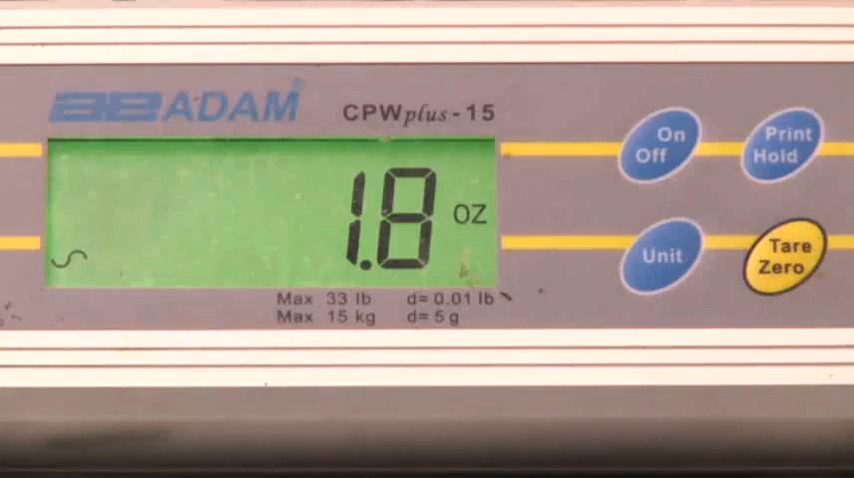 ae ADAM CPWplus-15
1.8 oz
Max 33 lb d= 0.01 lb
Max 15 kg d= 5 g
On Off
Print Hold
Unit
Tare Zero